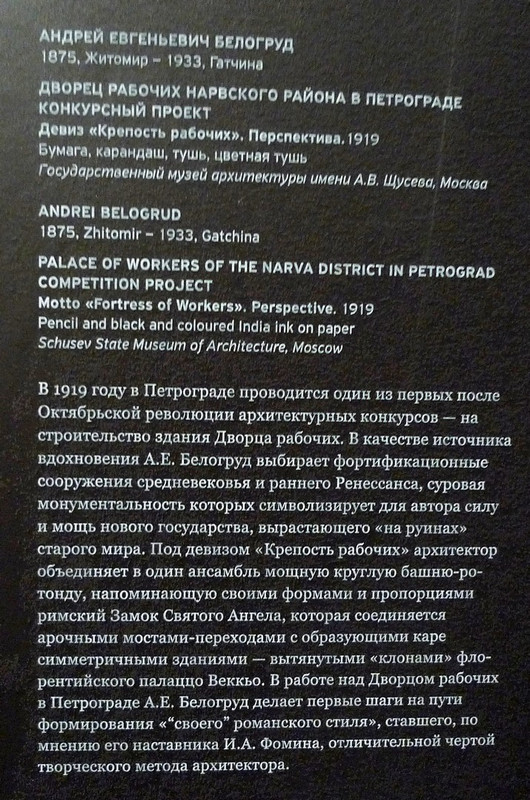 АНДРЕЙ ЕВГЕНЬЕВИЧ БЕЛОГРУД
1875, Житомир – 1933, Гатчина
ДВОРЕЦ РАБОЧИХ НАРВСКОГО РАЙОНА В ПЕТРОГРАДЕ
КОНКУРСНЫЙ ПРОЕКТ
Девиз «Крепость рабочих». Перспектива. 1919
Бумага, карандаш, тушь, цветная тушь
Государственный музей архитектуры имени А.В. Щусева, Москва
ANDREI BELOGRUD
1875, Zhitomir – 1933, Gatchina
PALACE OF WORKERS OF THE NARVA DISTRICT IN PETROGRAD
COMPETITION PROJECT
Motto «Fortress of Workers». Perspective. 1919
Pencil and black and coloured India ink on paper
Schusev State Museum of Architecture, Moscow
В 1919 году в Петрограде проводится один из первых после
Октябрьской революции архитектурных конкурсов — на
строительство здания Дворца рабочих. В качестве источника
вдохновения А.Е. Белогруд выбирает фортификационные
сооружения средневековья и раннего Ренессанса, суровая
монументальность которых символизирует для автора силу
и мощь нового государства, вырастающего «на руинах»
старого мира. Под девизом «Крепость рабочих» архитектор
объединяет в один ансамбль мощную круглую башню-ро-
тонду, напоминающую своими формами и пропорциями
римский Замок Святого Ангела, которая соединяется
арочными мостами-переходами с образующими каре
симметричными зданиями — вытянутыми «клонами» фло-
рентийского палаццо Веккьо. В работе над Дворцом рабочих
в Петрограде А.Е. Белогруд делает первые шаги на пути
формирования «“своего” романского стиля», ставшего, по
мнению его наставника И.А. Фомина, отличительной чертой
творческого метода архитектора.